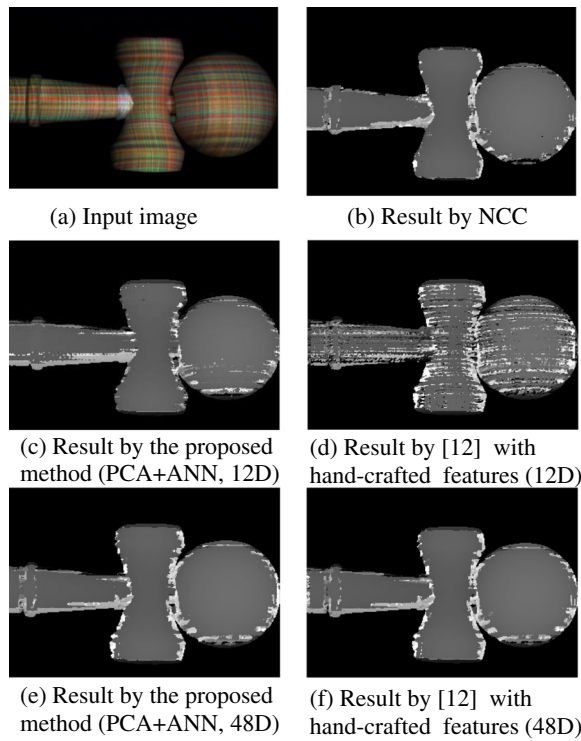 (a) Input image
(b) Result by NCC
(c) Result by the proposed
method (PCA+ANN, 12D)
(d) Result by [12] with
hand-crafted features (12D)
(e) Result by the proposed
method (PCA+ANN, 48D)
(f) Result by [12] with
hand-crafted features (48D)